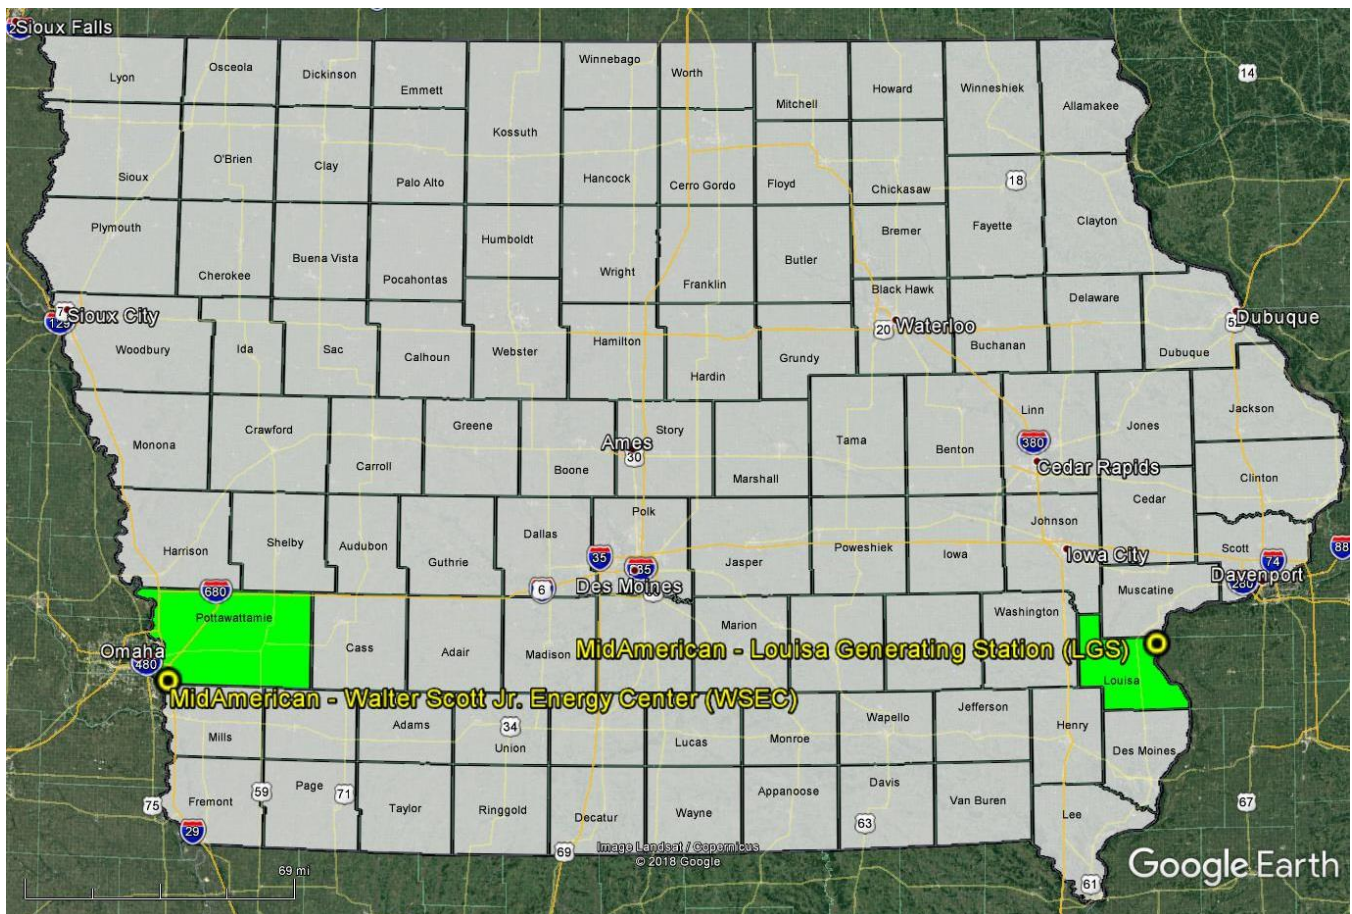 Sioux Falls
14
Lyon
Osceola
Dickinson
Emmett
Winnebago
Worth
Mitchell
Howard
Winneshiek
Allamakee
Kossuth
Sioux
O'Brien
Clay
Palo Alto
Hancock
Cerro Gordo
Floyd
Chickasaw
18
Plymouth
Cherokee
Buena Vista
Pocahontas
Humboldt
Wright
Franklin
Butler
Bremer
Fayette
Clayton
129
Sioux City
Woodbury
Ida
Sac
Calhoun
Webster
Hamilton
Hardin
Grundy
Black Hawk
20
Waterloo
Buchanan
Delaware
Dubuque
52
Dubuque
Monona
Crawford
Carroll
Greene
Boone
Ames
30
Story
Marshall
Tama
Benton
Linn
380
Cedar Rapids
Jones
Jackson
Clinton
Cedar
Harrison
Shelby
Audubon
Guthrie
Dallas
Polk
35
Des Moines
Jasper
Poweshiek
Iowa
Johnson
Iowa City
Scott
74
88
Davenport
280
Muscatine
680
6
Pottawattamie
Omaha
480
Cass
Adair
Madison
Marion
Washington
MidAmerican - Louisa Generating Station (LGS)
Louisa
MidAmerican - Walter Scott Jr. Energy Center (WSEC)
Mills
Adams
34
Union
Lucas
Monroe
Wapello
Jefferson
Henry
Des Moines
75
Fremont
59
Page
71
Taylor
Ringgold
Decatur
Wayne
Appanoose
Davis
63
Van Buren
Lee
67
29
69
61
69 mi
Image Landsat / Copernicus
© 2018 Google
Google Earth